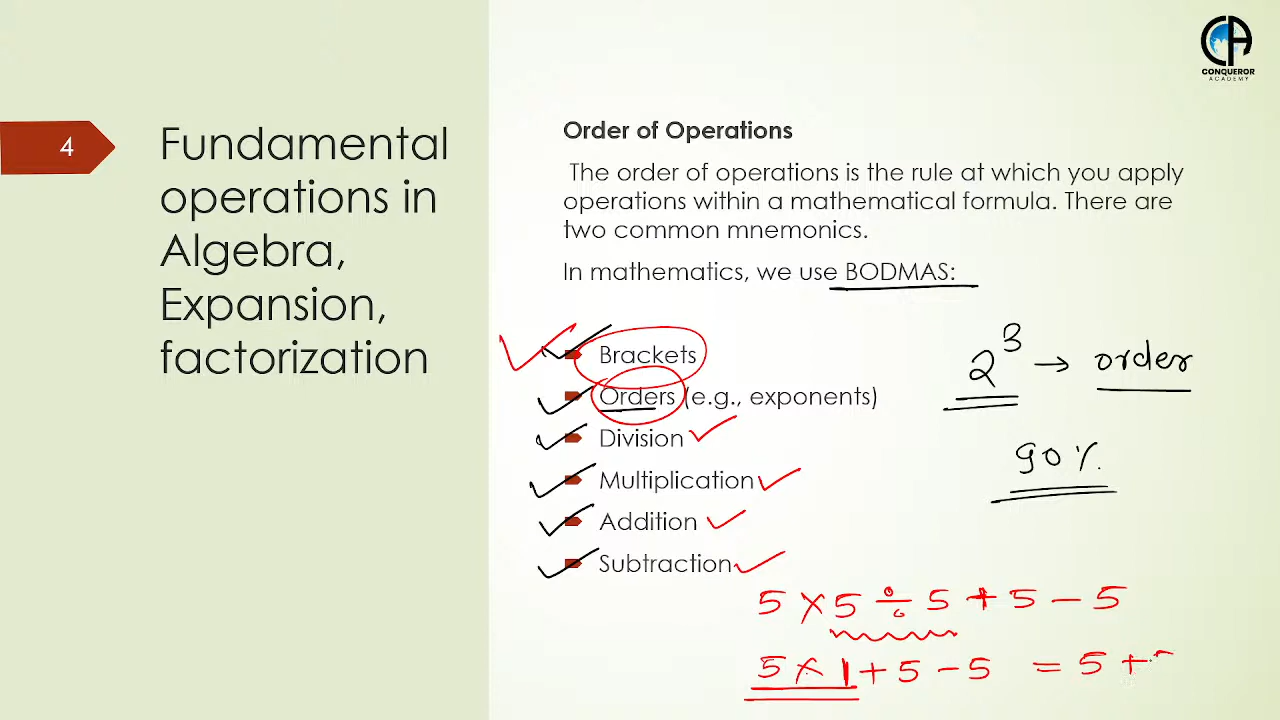 CONQUEROR
ACADEMY
4
Fundamental
operations in
Algebra,
Expansion,
factorization
Order of Operations
The order of operations is the rule at which you apply
operations within a mathematical formula. There are
two common mnemonics.
In mathematics, we use BODMAS:
Brackets
Orders (e.g., exponents)
Division
Multiplication
Addition
Subtraction
2³ → order
90%
5 × 5 ÷ 5 + 5 − 5
5 × 1 + 5 − 5 = 5 +